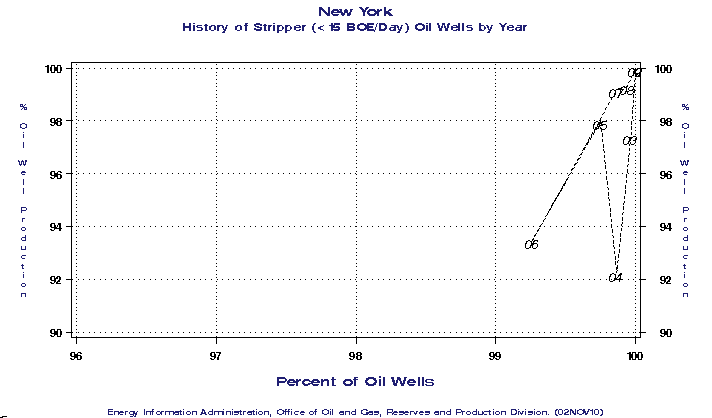 New York
History of Stripper (< 15 BOE/Day) Oil Wells by Year
100 100
98 98
96 96
94 94
92 92
90 90
% Oil Well Production
% Oil Well Production
07
05
09
06
04
96 97 98 99 100
Percent of Oil Wells
Energy Information Administration, Office of Oil and Gas, Reserves and Production Division. (02NOV10)